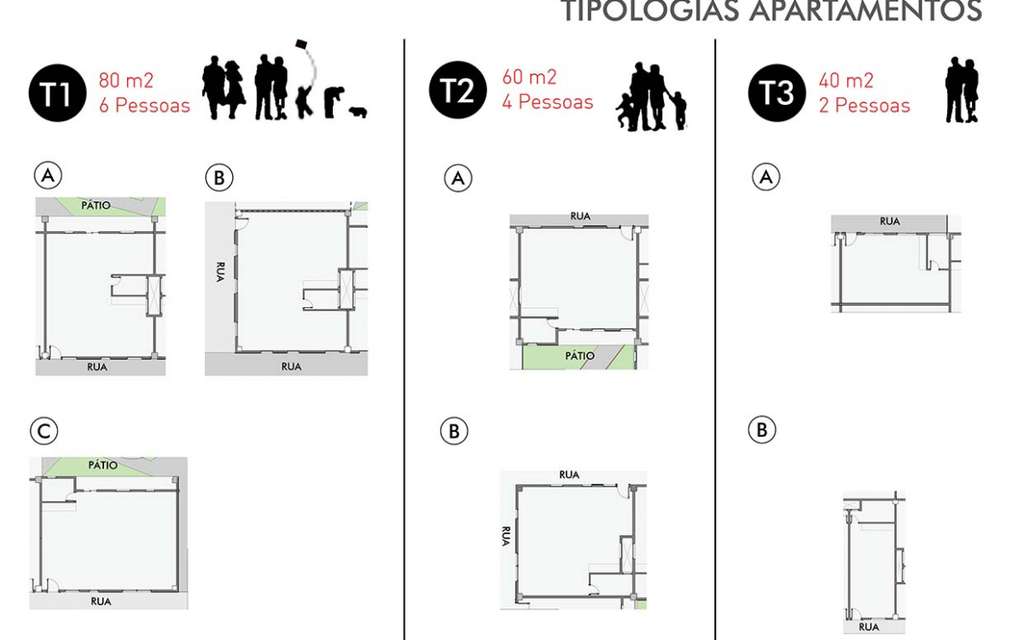 TIPOLOGIAS APARTAMENTOS
T1
80 m2
6 Pessoas
A
PÁTIO
RUA
B
RUA
RUA
C
PÁTIO
RUA
T2
60 m2
4 Pessoas
A
RUA
PÁTIO
B
RUA
RUA
T3
40 m2
2 Pessoas
A
RUA
B
RUA